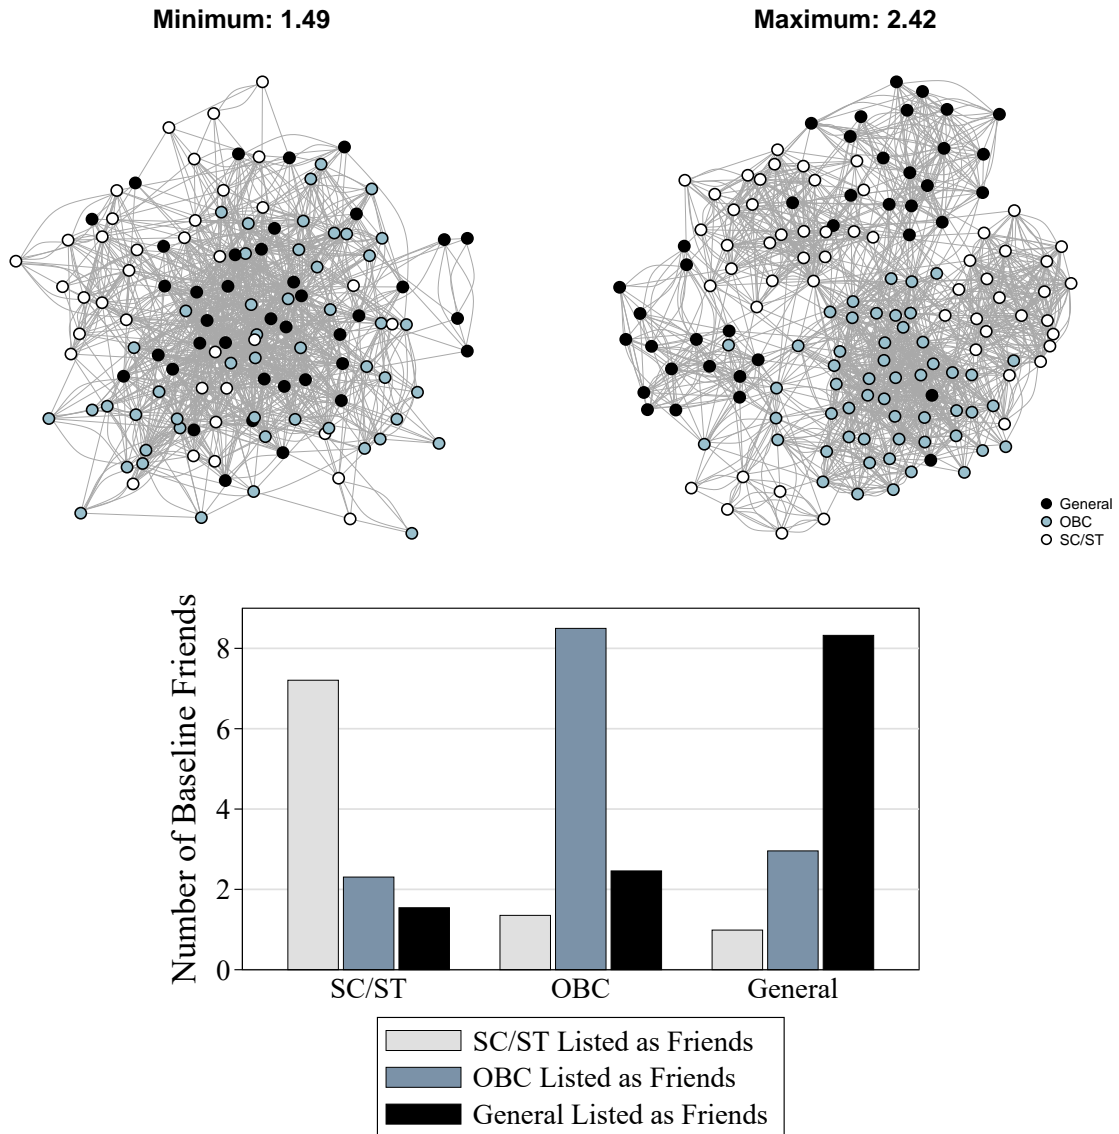 Minimum: 1.49
Maximum: 2.42
General
OBC
SC/ST
Number of Baseline Friends
8
6
4
2
0
SC/ST
OBC
General
SC/ST Listed as Friends
OBC Listed as Friends
General Listed as Friends